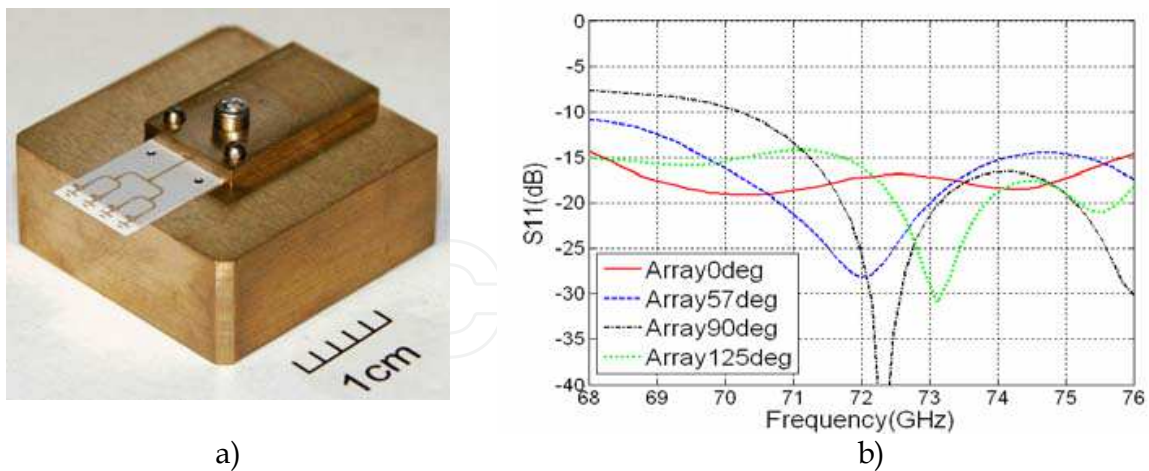 1cm
S11(dB)
0
-5
-10
-15
-20
-25
-30
-35
-40
Array0deg
Array57deg
Array90deg
Array125deg
68 69 70 71 72 73 74 75 76
Frequency(GHz)
a) b)